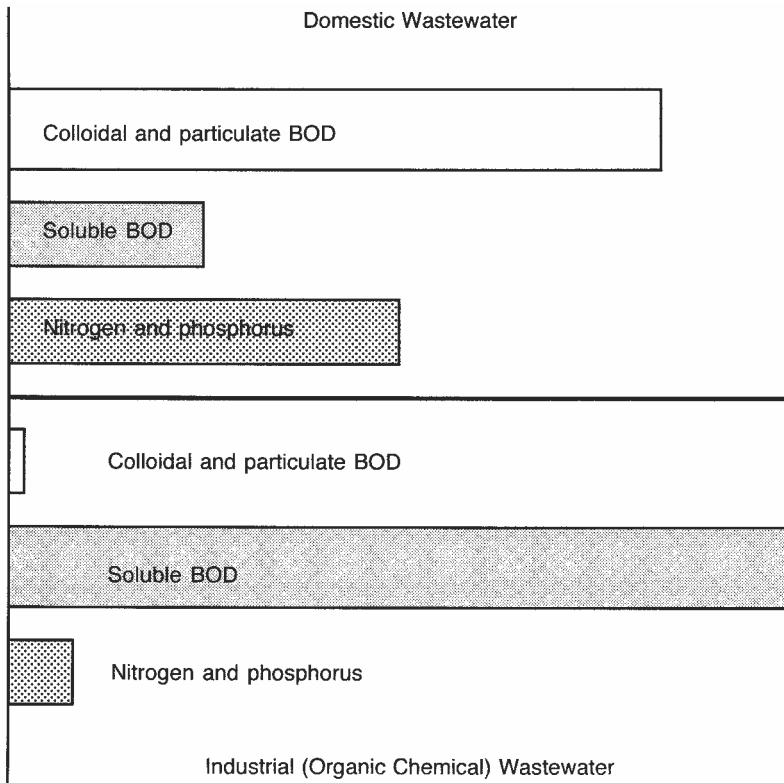 Domestic Wastewater
Colloidal and particulate BOD
Soluble BOD
Nitrogen and phosphorus
Colloidal and particulate BOD
Soluble BOD
Nitrogen and phosphorus
Industrial (Organic Chemical) Wastewater